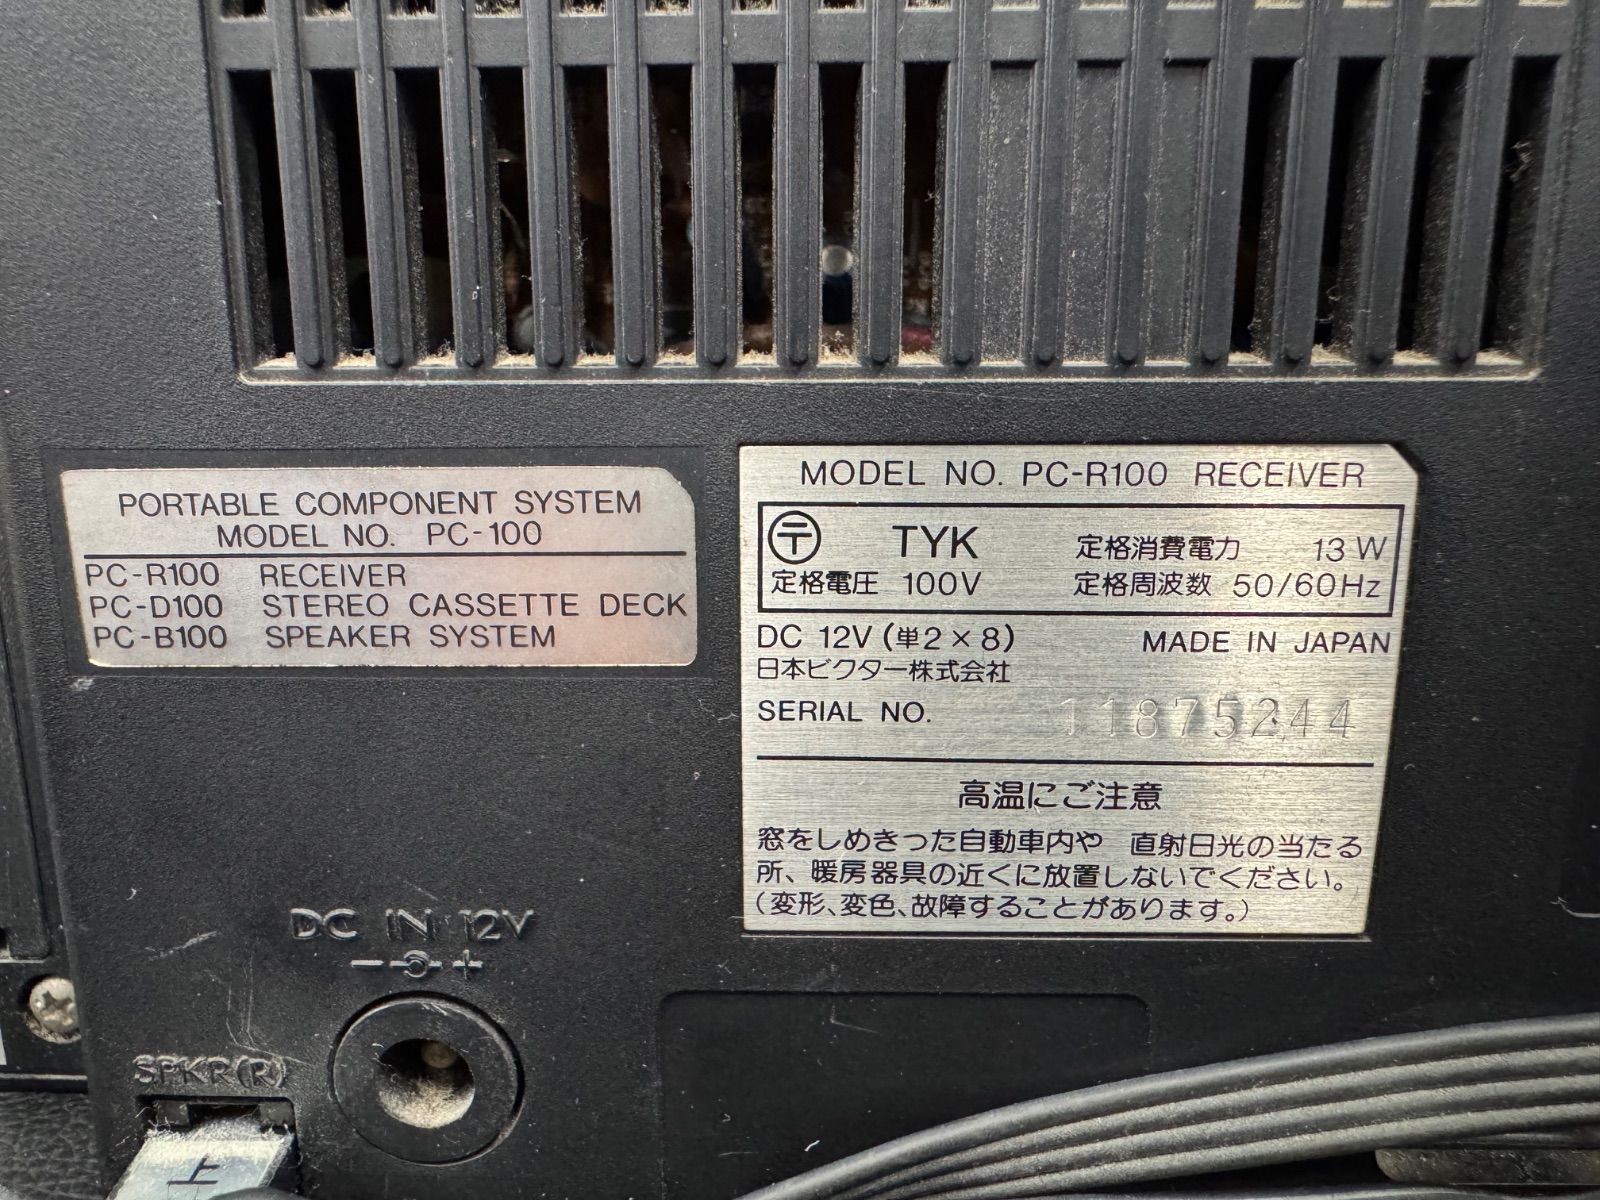 PORTABLE COMPONENT SYSTEM
MODEL NO. PC-100
PC-R100 RECEIVER
PC-D100 STEREO CASSETTE DECK
PC-B100 SPEAKER SYSTEM
MODEL NO. PC-R100 RECEIVER
〒 TYK 定格消費電力 13W
定格電圧 100V 定格周波数 50/60Hz
DC 12V (単2×8) MADE IN JAPAN
日本ビクター株式会社
SERIAL NO. 11875244
高温にご注意
窓をしめきった自動車内や 直射日光の当たる
所、暖房器具の近くに放置しないでください。
(変形、変色、故障することがあります。)
DC IN 12V
SPKR(R)
上